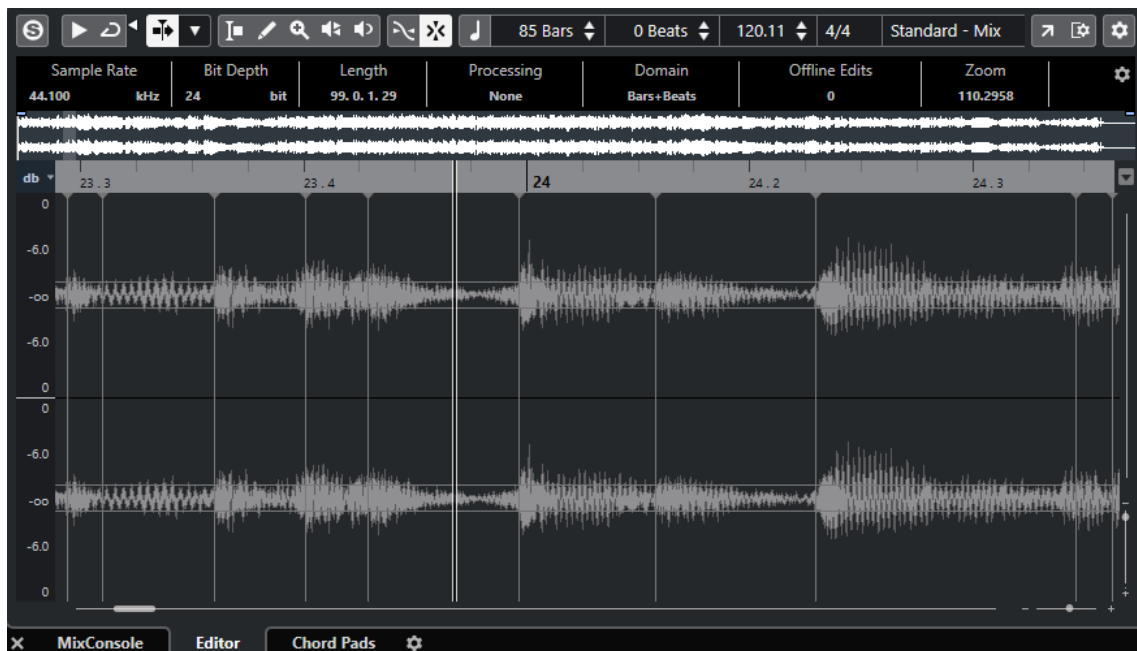 85 Bars 0 Beats 120.11 4/4 Standard - Mix
Sample Rate Bit Depth Length Processing Domain Offline Edits Zoom
44.100 kHz 24 bit 99. 0. 1. 29 None Bars+Beats 0 110.2958
db 23.3 23.4 24 24.2 24.3
0
-6.0
-oo
-6.0
0
0
-6.0
-oo
-6.0
0
MixConsole Editor Chord Pads